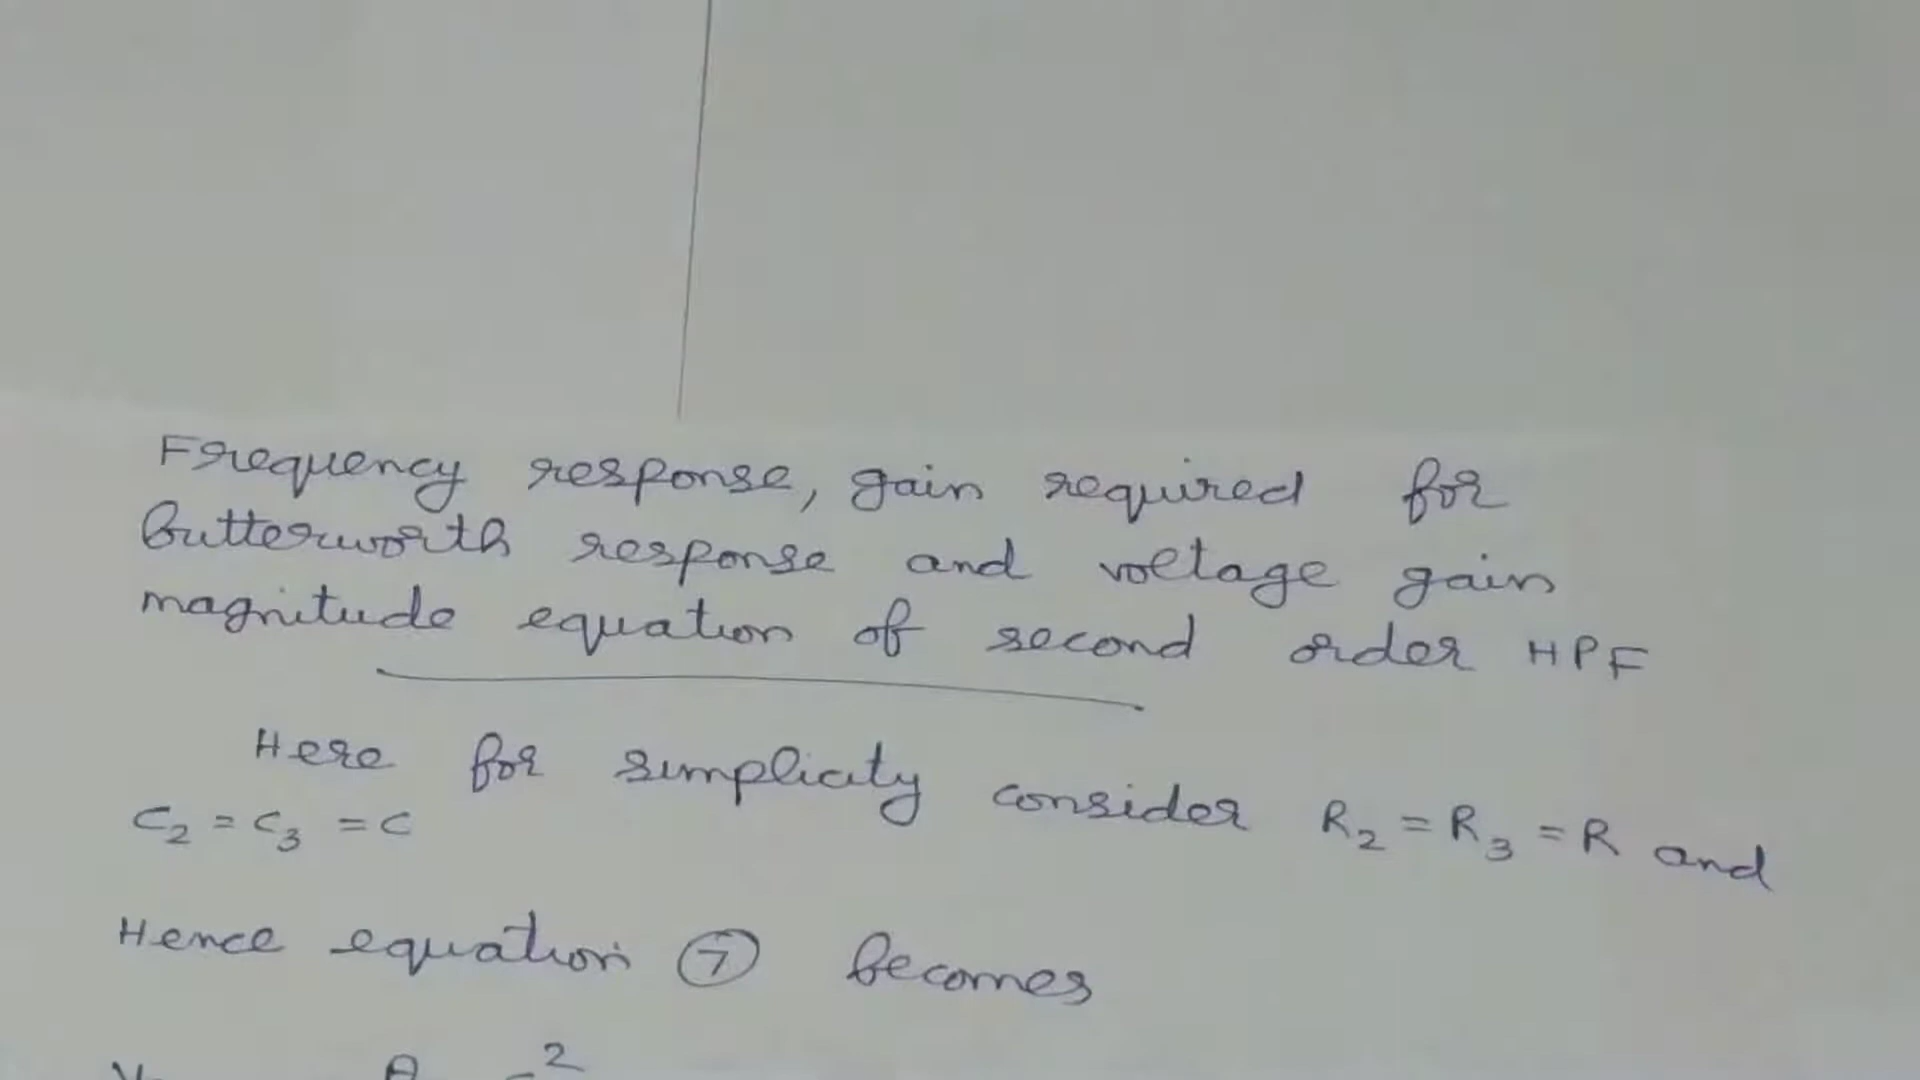 Frequency response, gain required for
butterworth response and voltage gain
magnitude equation of second order HPF
Here for simplicity consider R₂ = R₃ = R and
C₂ = C₃ = C
Hence equation ⑦ becomes